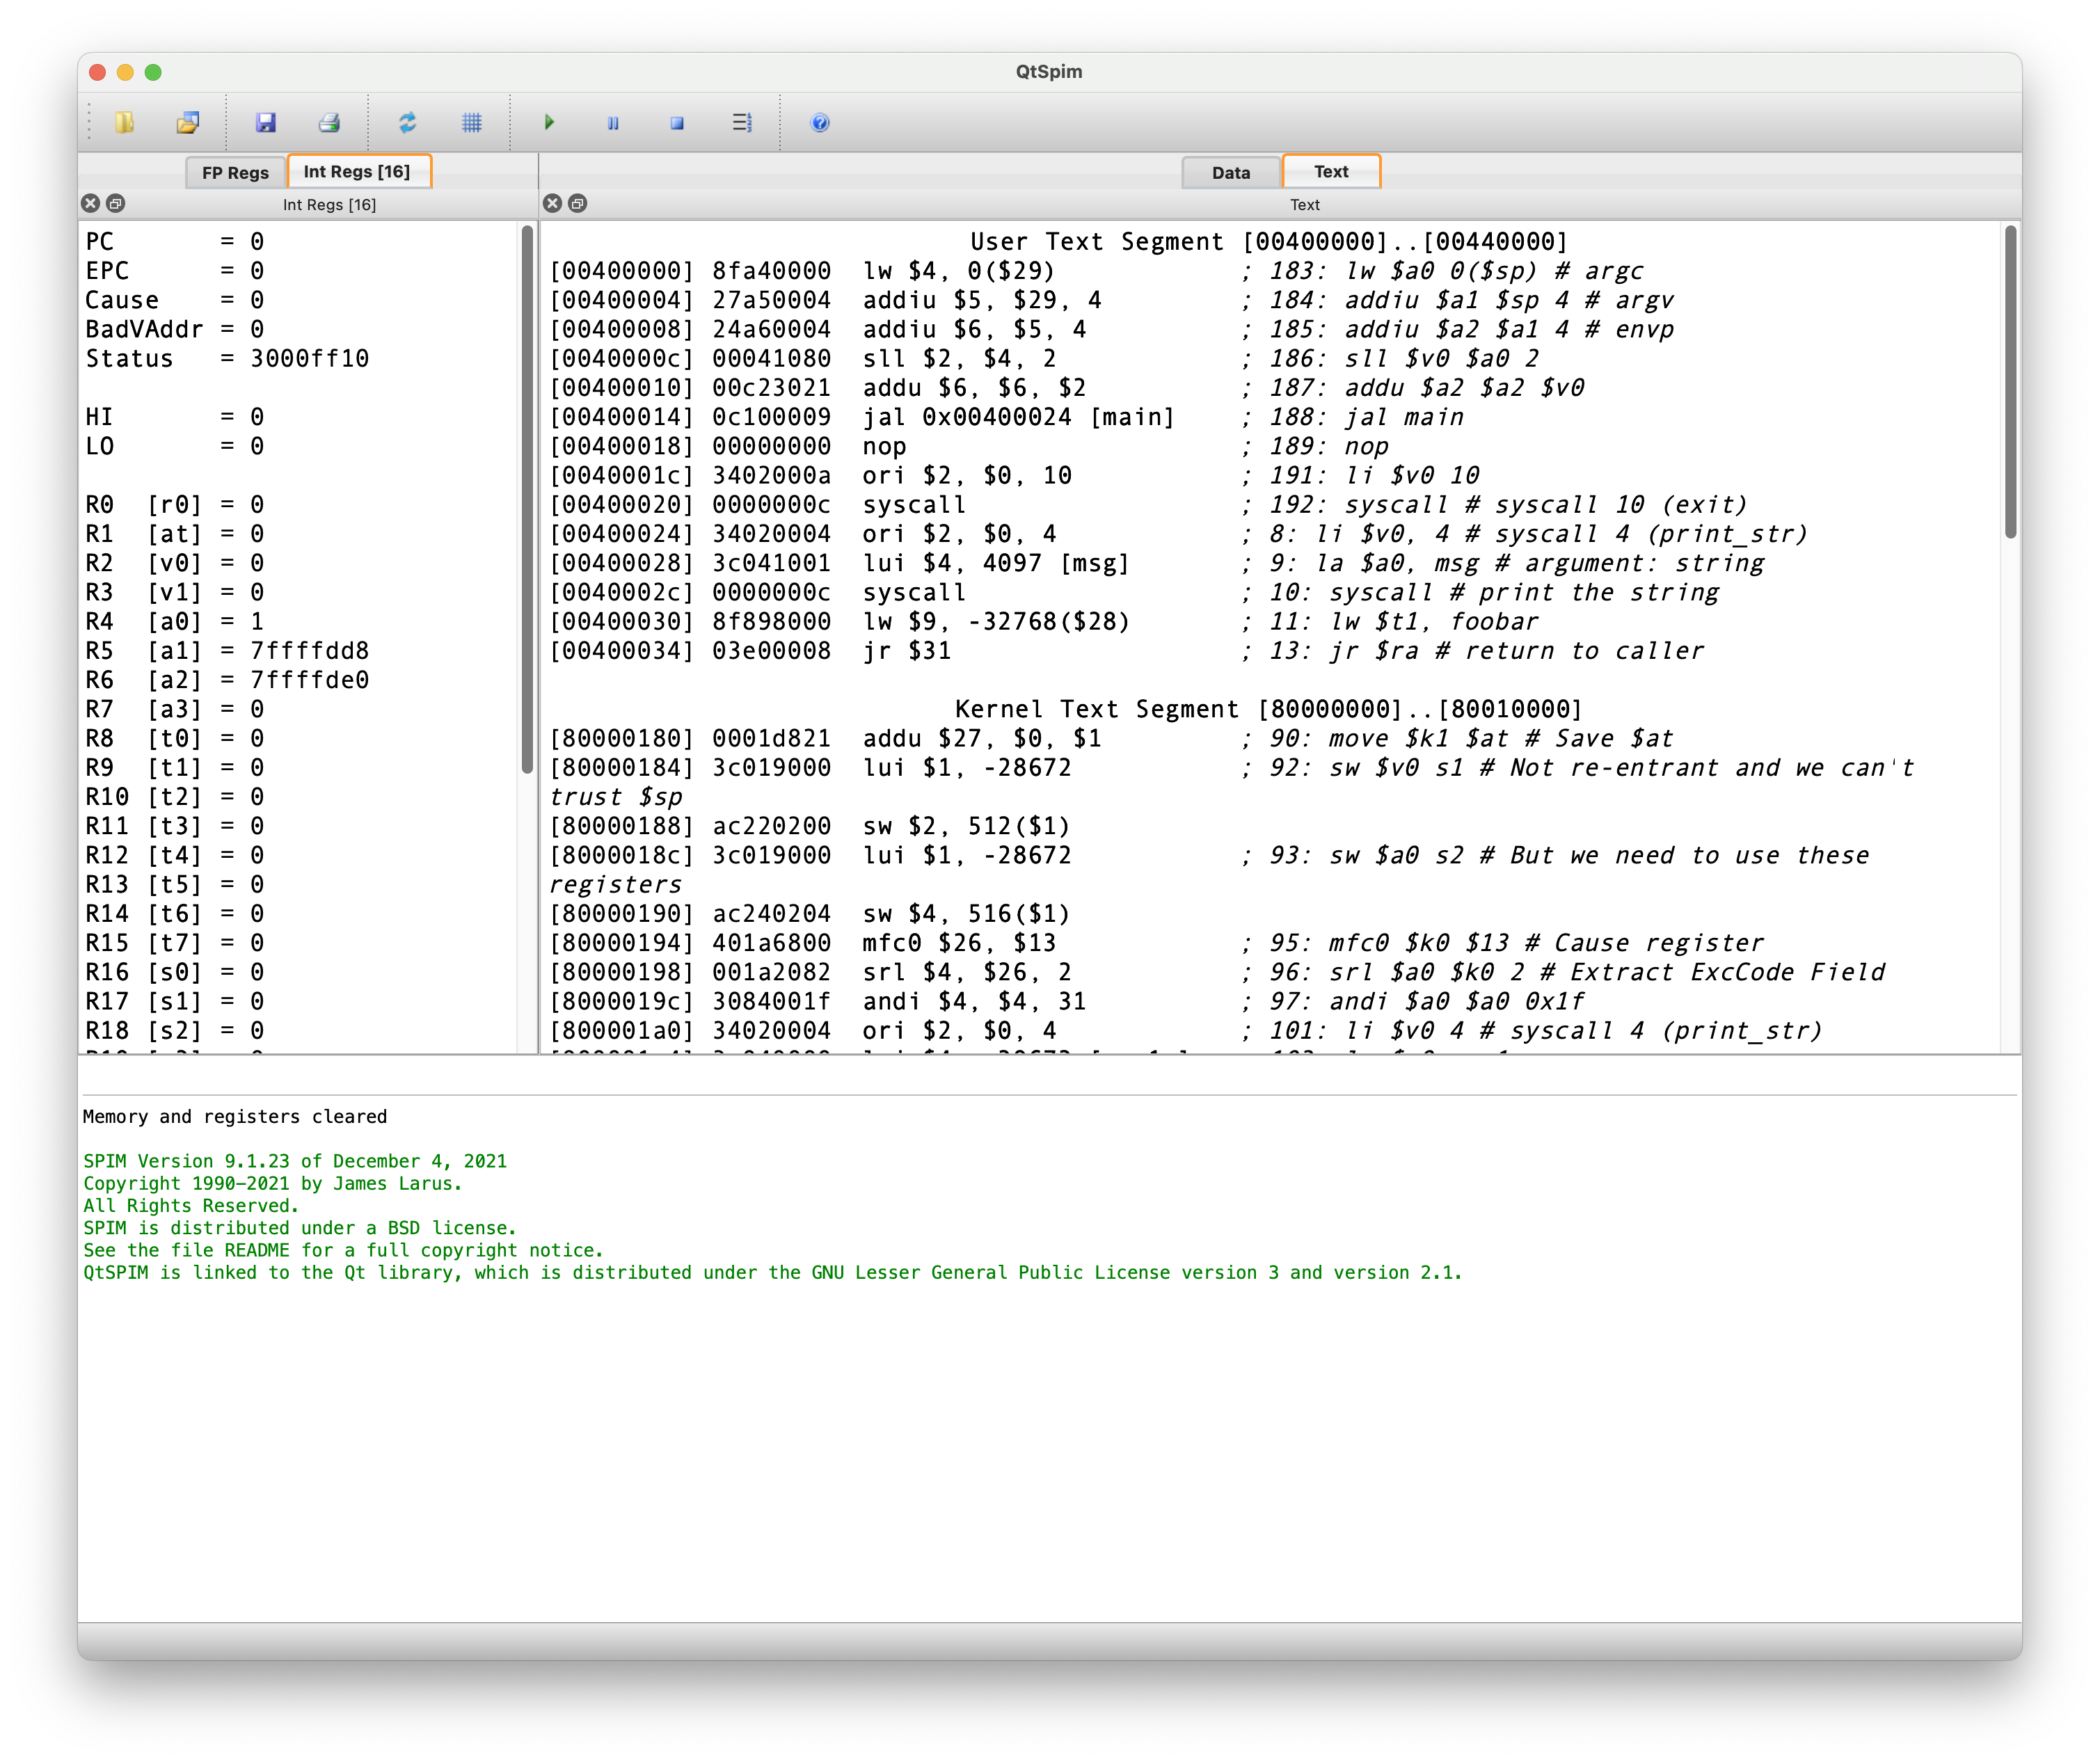 QtSpim
FP Regs
Int Regs [16]
Data
Text
Int Regs [16]
Text
PC       = 0
EPC      = 0
Cause    = 0
BadVAddr = 0
Status   = 3000ff10
HI       = 0
LO       = 0
R0  [r0] = 0
R1  [at] = 0
R2  [v0] = 0
R3  [v1] = 0
R4  [a0] = 1
R5  [a1] = 7ffffdd8
R6  [a2] = 7ffffde0
R7  [a3] = 0
R8  [t0] = 0
R9  [t1] = 0
R10 [t2] = 0
R11 [t3] = 0
R12 [t4] = 0
R13 [t5] = 0
R14 [t6] = 0
R15 [t7] = 0
R16 [s0] = 0
R17 [s1] = 0
R18 [s2] = 0
User Text Segment [00400000]..[00440000]
[00400000] 8fa40000  lw $4, 0($29)            ; 183: lw $a0 0($sp) # argc
[00400004] 27a50004  addiu $5, $29, 4         ; 184: addiu $a1 $sp 4 # argv
[00400008] 24a60004  addiu $6, $5, 4          ; 185: addiu $a2 $a1 4 # envp
[0040000c] 00041080  sll $2, $4, 2            ; 186: sll $v0 $a0 2
[00400010] 00c23021  addu $6, $6, $2          ; 187: addu $a2 $a2 $v0
[00400014] 0c100009  jal 0x00400024 [main]    ; 188: jal main
[00400018] 00000000  nop                      ; 189: nop
[0040001c] 3402000a  ori $2, $0, 10           ; 191: li $v0 10
[00400020] 0000000c  syscall                  ; 192: syscall # syscall 10 (exit)
[00400024] 34020004  ori $2, $0, 4            ; 8: li $v0, 4 # syscall 4 (print_str)
[00400028] 3c041001  lui $4, 4097 [msg]       ; 9: la $a0, msg # argument: string
[0040002c] 0000000c  syscall                  ; 10: syscall # print the string
[00400030] 8f898000  lw $9, -32768($28)       ; 11: lw $t1, foobar
[00400034] 03e00008  jr $31                   ; 13: jr $ra # return to caller
Kernel Text Segment [80000000]..[80010000]
[80000180] 0001d821  addu $27, $0, $1         ; 90: move $k1 $at # Save $at
[80000184] 3c019000  lui $1, -28672           ; 92: sw $v0 s1 # Not re-entrant and we can't
trust $sp
[80000188] ac220200  sw $2, 512($1)
[8000018c] 3c019000  lui $1, -28672           ; 93: sw $a0 s2 # But we need to use these
registers
[80000190] ac240204  sw $4, 516($1)
[80000194] 401a6800  mfc0 $26, $13            ; 95: mfc0 $k0 $13 # Cause register
[80000198] 001a2082  srl $4, $26, 2           ; 96: srl $a0 $k0 2 # Extract ExcCode Field
[8000019c] 3084001f  andi $4, $4, 31          ; 97: andi $a0 $a0 0x1f
[800001a0] 34020004  ori $2, $0, 4            ; 101: li $v0 4 # syscall 4 (print_str)
Memory and registers cleared
SPIM Version 9.1.23 of December 4, 2021
Copyright 1990-2021 by James Larus.
All Rights Reserved.
SPIM is distributed under a BSD license.
See the file README for a full copyright notice.
QtSPIM is linked to the Qt library, which is distributed under the GNU Lesser General Public License version 3 and version 2.1.